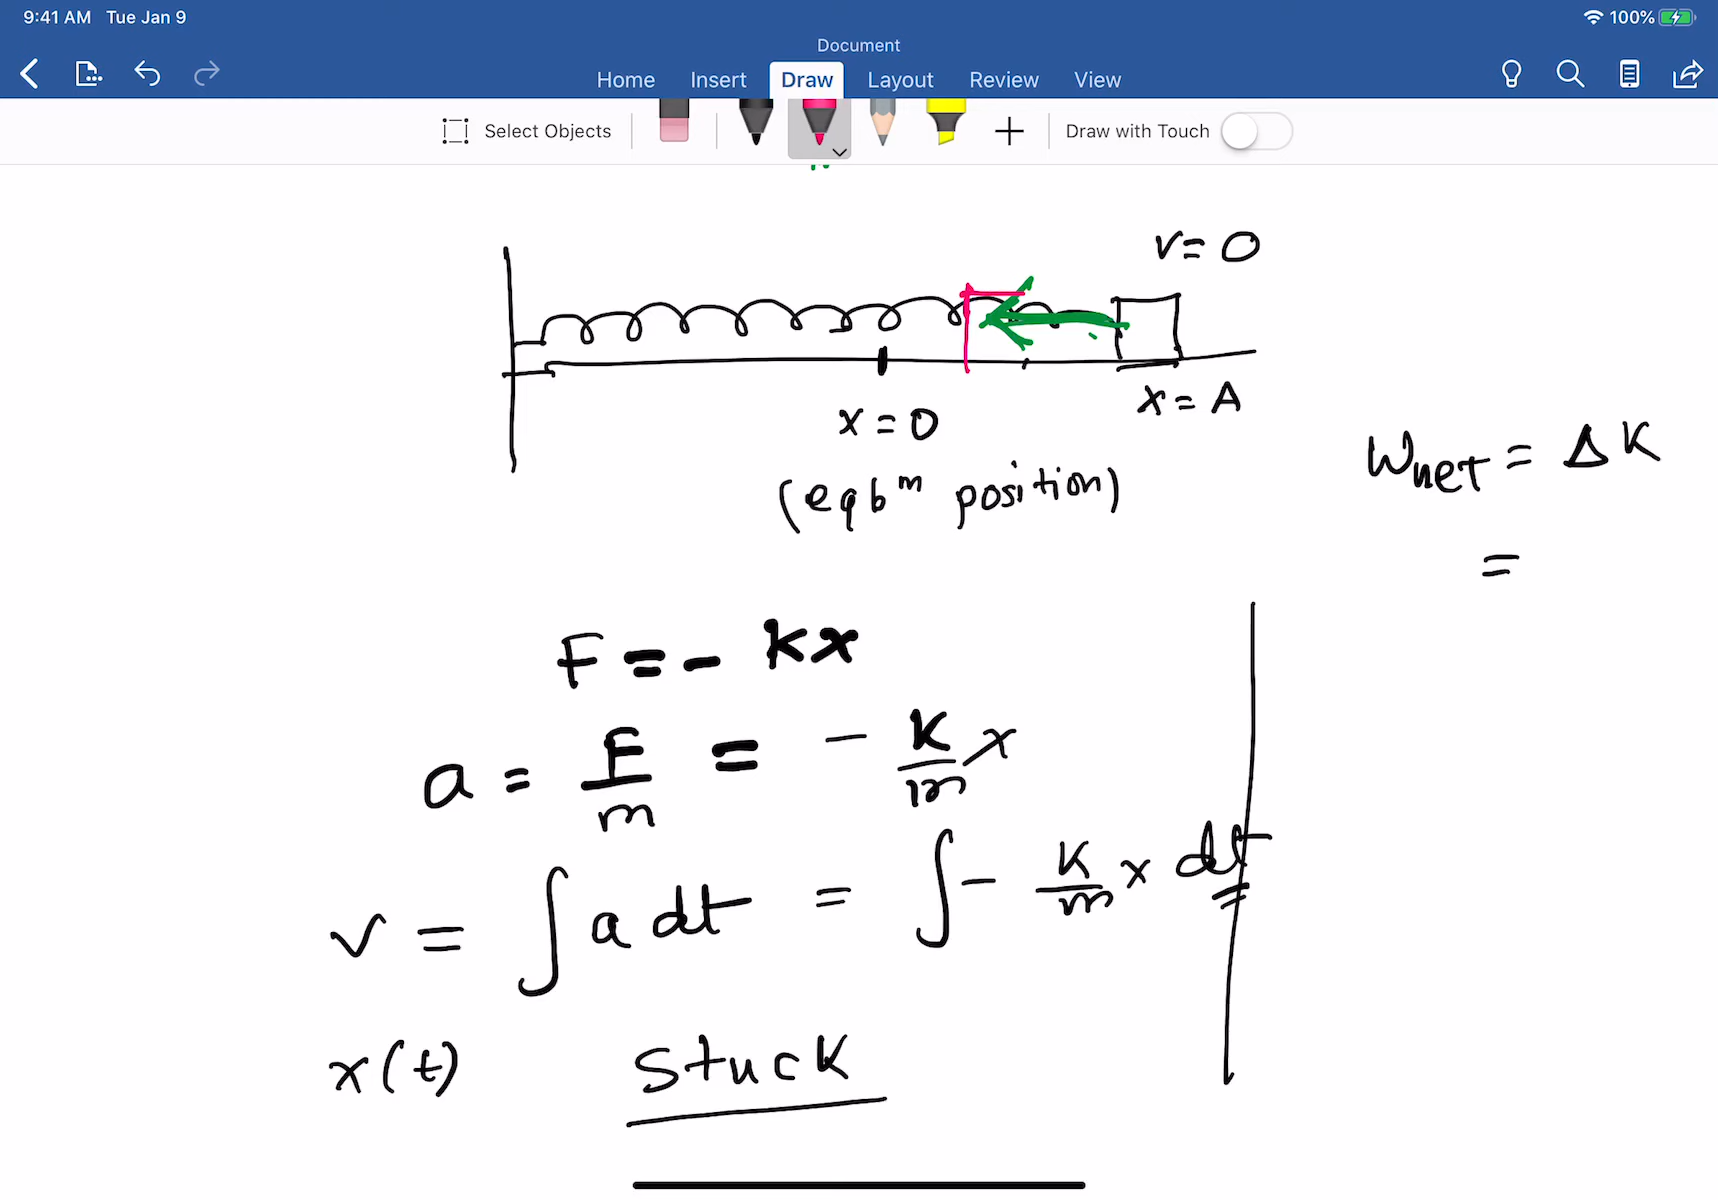 9:41 AM Tue Jan 9
100%
Document
Home Insert Draw Layout Review View
Select Objects
Draw with Touch
v = 0
x = 0
x = A
(eqbᵐ position)
Wnet = ΔK
=
F = - kx
a = F/m = - k/m x
v = ∫ a dt = ∫ - k/m x dt
x(t) stuck